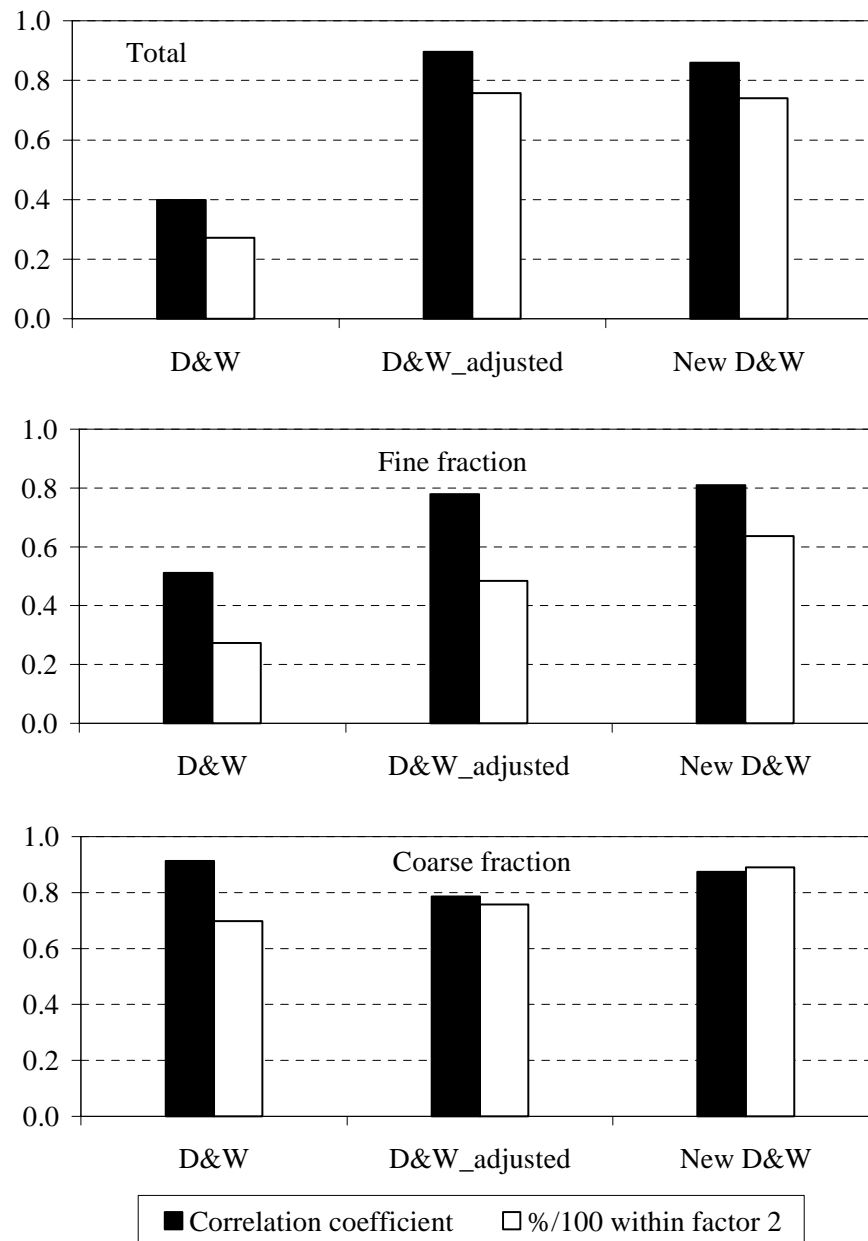 1.0
Total
0.8
0.6
0.4
0.2
0.0
D&W D&W_adjusted New D&W
1.0
Fine fraction
0.8
0.6
0.4
0.2
0.0
D&W D&W_adjusted New D&W
1.0
Coarse fraction
0.8
0.6
0.4
0.2
0.0
D&W D&W_adjusted New D&W
Correlation coefficient %/100 within factor 2